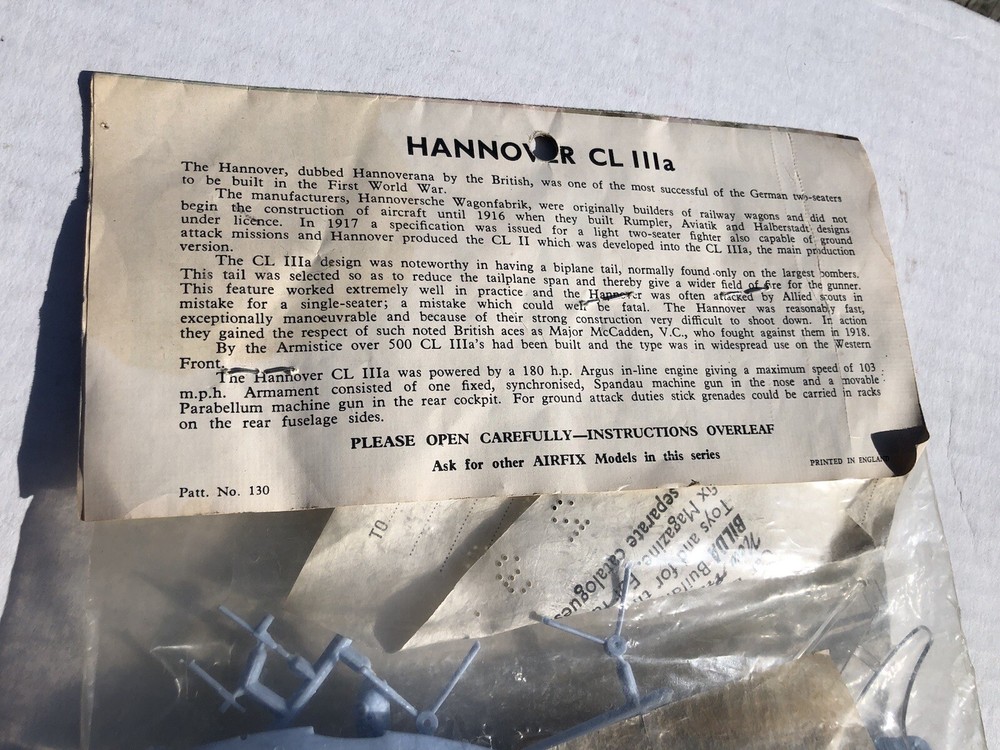 HANNOVER CL IIIa
The Hannover, dubbed Hannoverana by the British, was one of the most successful of the German two-seaters
to be built in the First World War.
The manufacturers, Hannoversche Wagonfabrik, were originally builders of railway wagons and did not
begin the construction of aircraft until 1916 when they built Rumpler, Aviatik and Halberstadt designs
under licence. In 1917 a specification was issued for a light two-seater fighter also capable of ground
attack missions and Hannover produced the CL II which was developed into the CL IIIa, the main production
version.
The CL IIIa design was noteworthy in having a biplane tail, normally found only on the largest bombers.
This tail was selected so as to reduce the tailplane span and thereby give a wider field of fire for the gunner.
This feature worked extremely well in practice and the Hannover was often attacked by Allied scouts in
mistake for a single-seater; a mistake which could well be fatal. The Hannover was reasonably fast,
exceptionally manoeuvrable and because of their strong construction very difficult to shoot down. In action
they gained the respect of such noted British aces as Major McCadden, V.C., who fought against them in 1918.
By the Armistice over 500 CL IIIa's had been built and the type was in widespread use on the Western
Front.
The Hannover CL IIIa was powered by a 180 h.p. Argus in-line engine giving a maximum speed of 103
m.p.h. Armament consisted of one fixed, synchronised, Spandau machine gun in the nose and a movable
Parabellum machine gun in the rear cockpit. For ground attack duties stick grenades could be carried in racks
on the rear fuselage sides.
PLEASE OPEN CAREFULLY—INSTRUCTIONS OVERLEAF
Ask for other AIRFIX Models in this series
PRINTED IN ENGLAND
Patt. No. 130
TO
separate catalogues
fix Magazine. For
Toys and for the
BILD